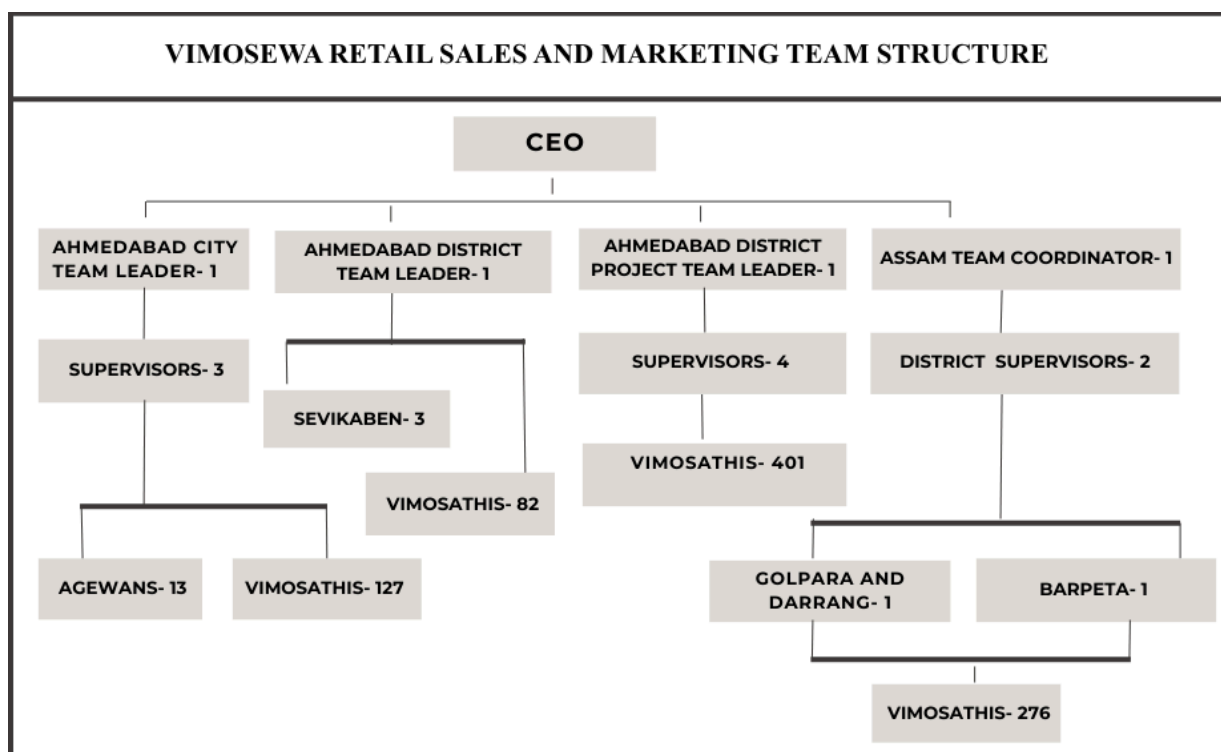 VIMOSEWA RETAIL SALES AND MARKETING TEAM STRUCTURE
CEO
AHMEDABAD CITY
TEAM LEADER- 1
AHMEDABAD DISTRICT
TEAM LEADER- 1
AHMEDABAD DISTRICT
PROJECT TEAM LEADER- 1
ASSAM TEAM COORDINATOR- 1
SUPERVISORS- 3
SEVIKABEN- 3
SUPERVISORS- 4
DISTRICT SUPERVISORS- 2
VIMOSATHIS- 82
VIMOSATHIS- 401
AGEWANS- 13
VIMOSATHIS- 127
GOLPARA AND
DARRANG- 1
BARPETA- 1
VIMOSATHIS- 276